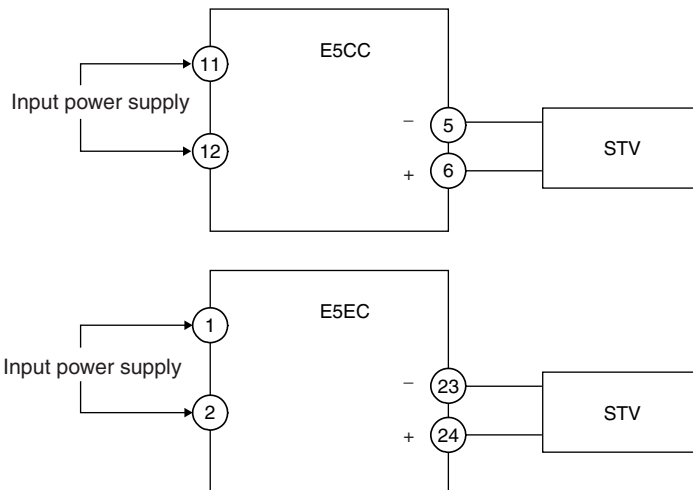 E5CC
11
Input power supply
12
− 5
+ 6
STV
E5EC
1
Input power supply
2
− 23
+ 24
STV